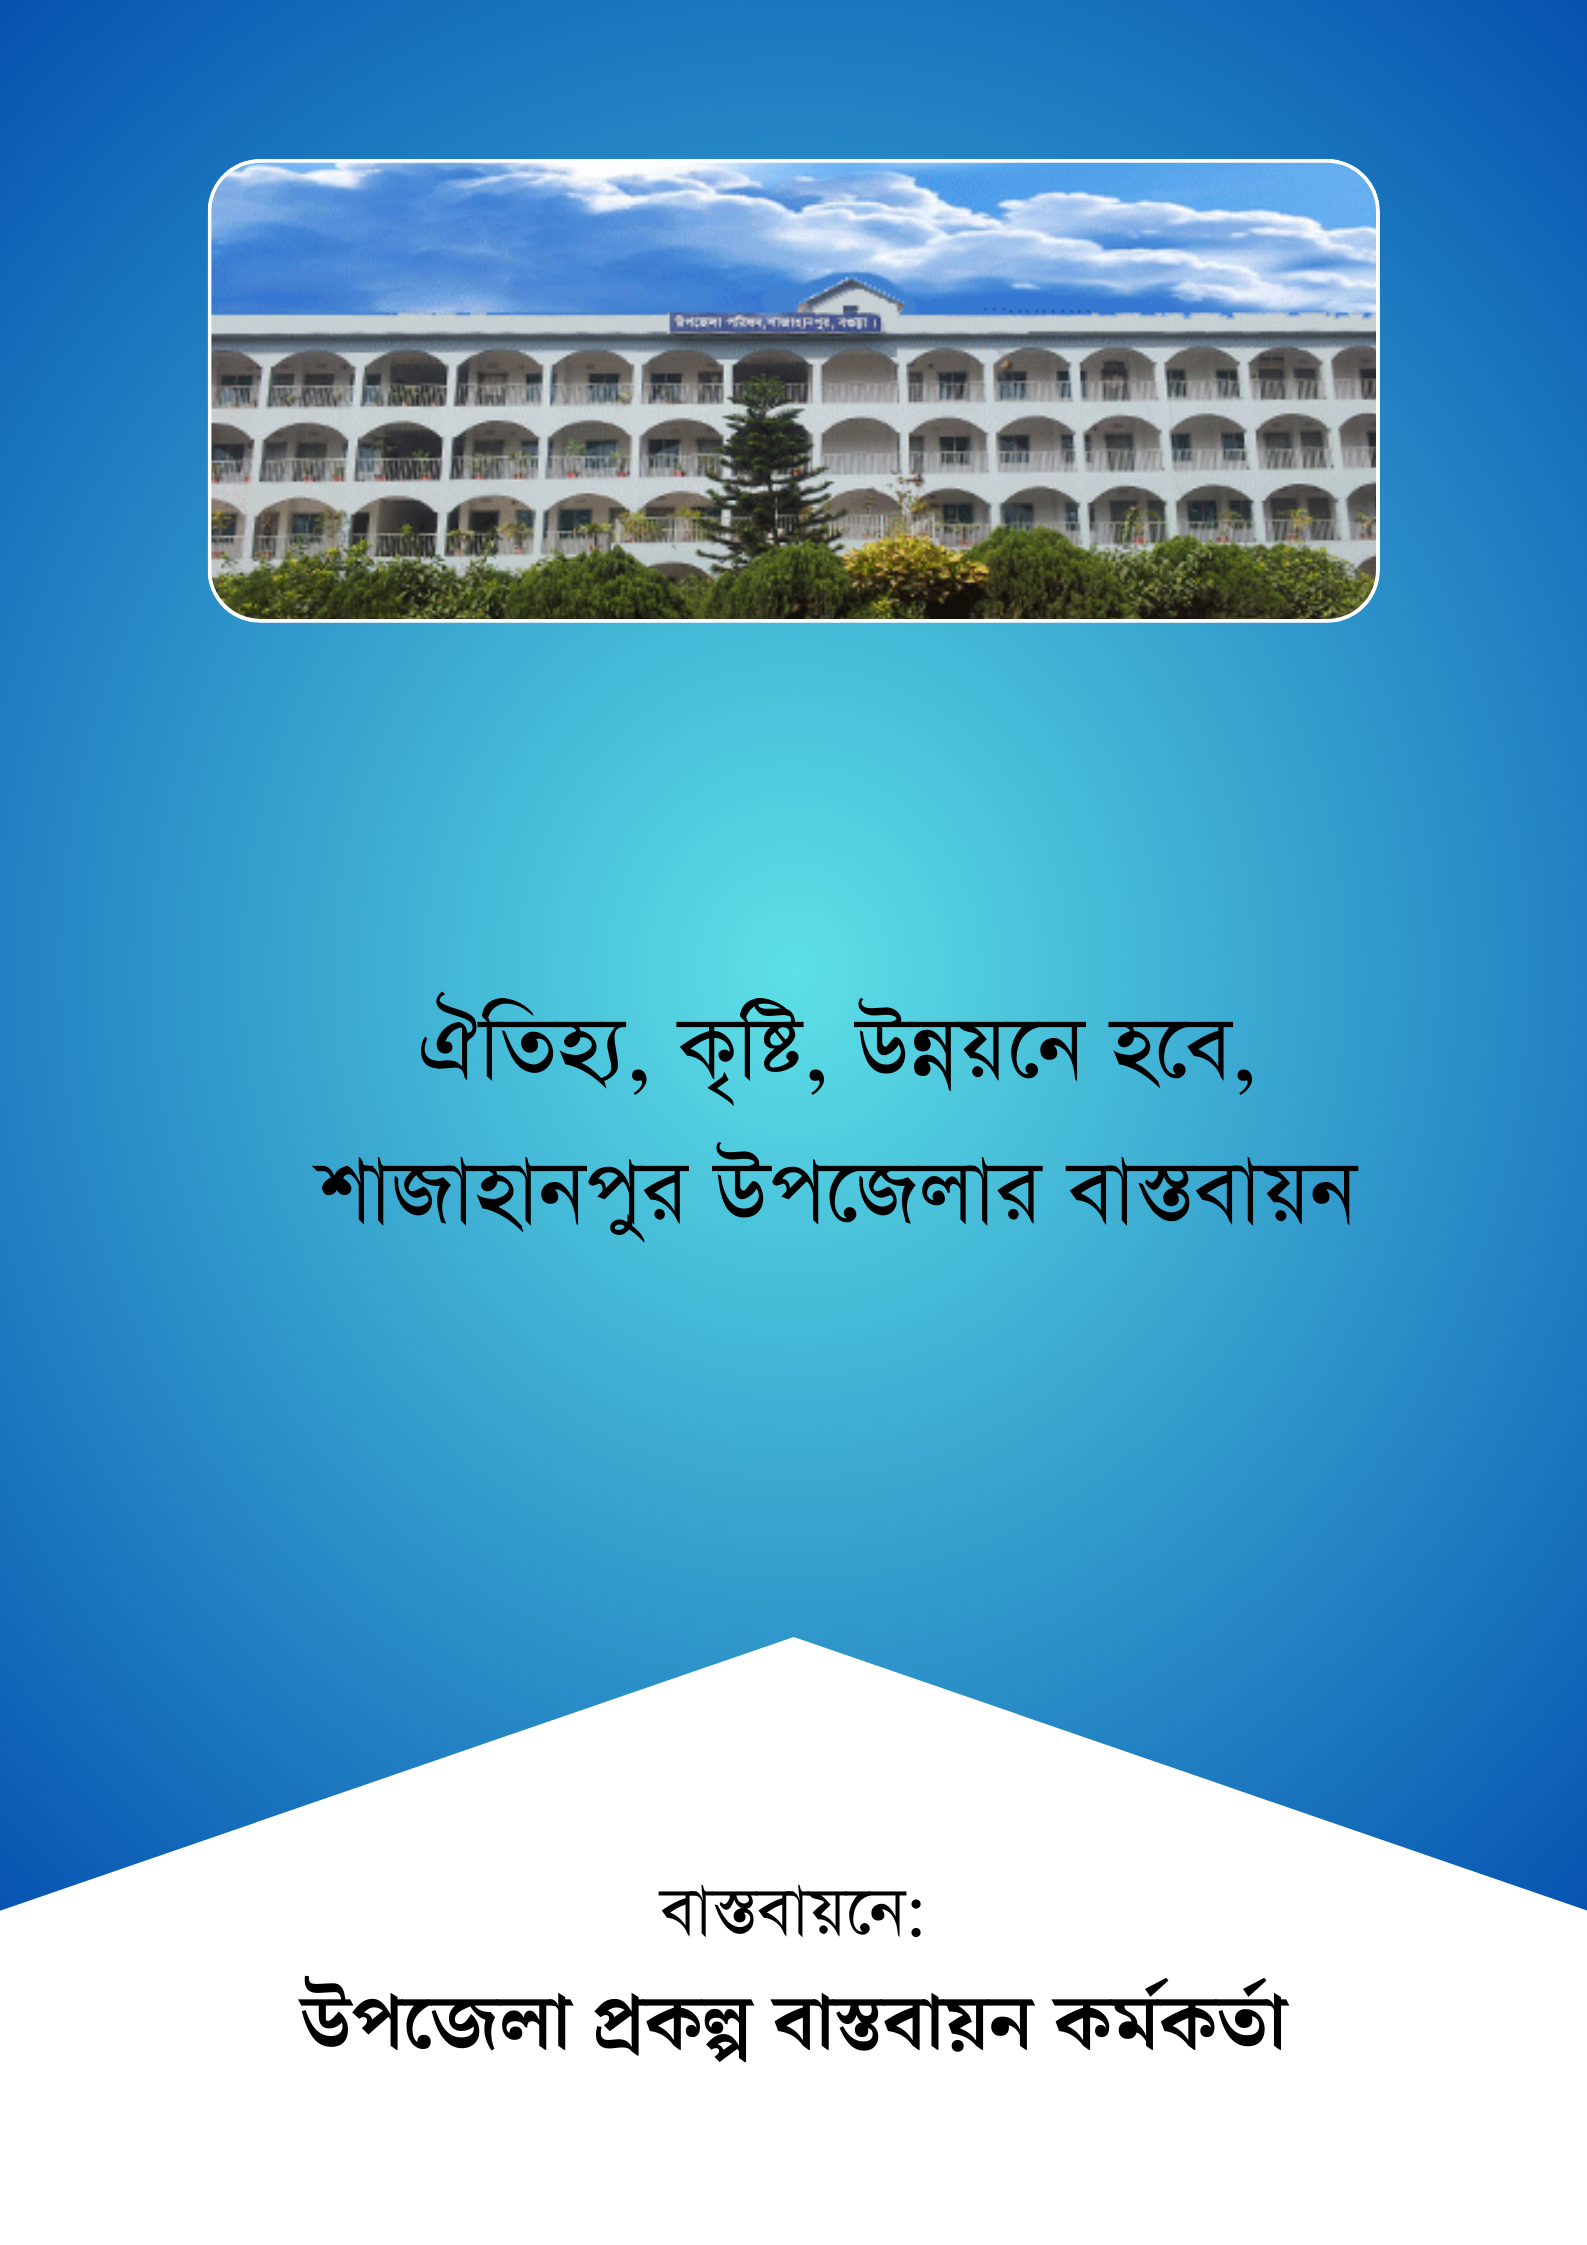 উপজেলা পরিষদ,শাজাহানপুর, বগুড়া ।
ঐতিহ্য, কৃষ্টি, উন্নয়নে হবে,
শাজাহানপুর উপজেলার বাস্তবায়ন
বাস্তবায়নে:
উপজেলা প্রকল্প বাস্তবায়ন কর্মকর্তা